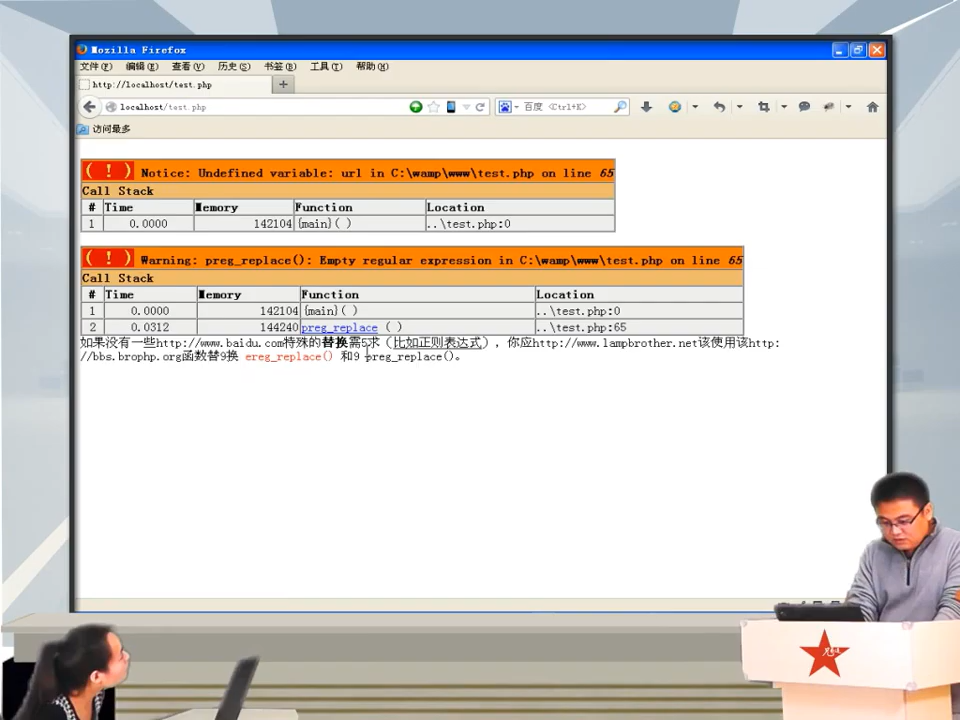 Mozilla Firefox
文件(F) 编辑(E) 查看(V) 历史(S) 书签(B) 工具(T) 帮助(H)
http://localhost/test.php
localhost/test.php
百度 <Ctrl+K>
访问最多
( ! ) Notice: Undefined variable: url in C:\wamp\www\test.php on line 65
Call Stack
# Time Memory Function Location
1 0.0000 142104 {main}( ) ..\test.php:0
( ! ) Warning: preg_replace(): Empty regular expression in C:\wamp\www\test.php on line 65
Call Stack
# Time Memory Function Location
1 0.0000 142104 {main}( ) ..\test.php:0
2 0.0312 144240 preg_replace ( ) ..\test.php:65
如果没有一些http://www.baidu.com特殊的替换需5求（比如正则表达式），你应http://www.lampbrother.net该使用该http:
//bbs.brophp.org函数替9换 ereg_replace() 和9 preg_replace()。